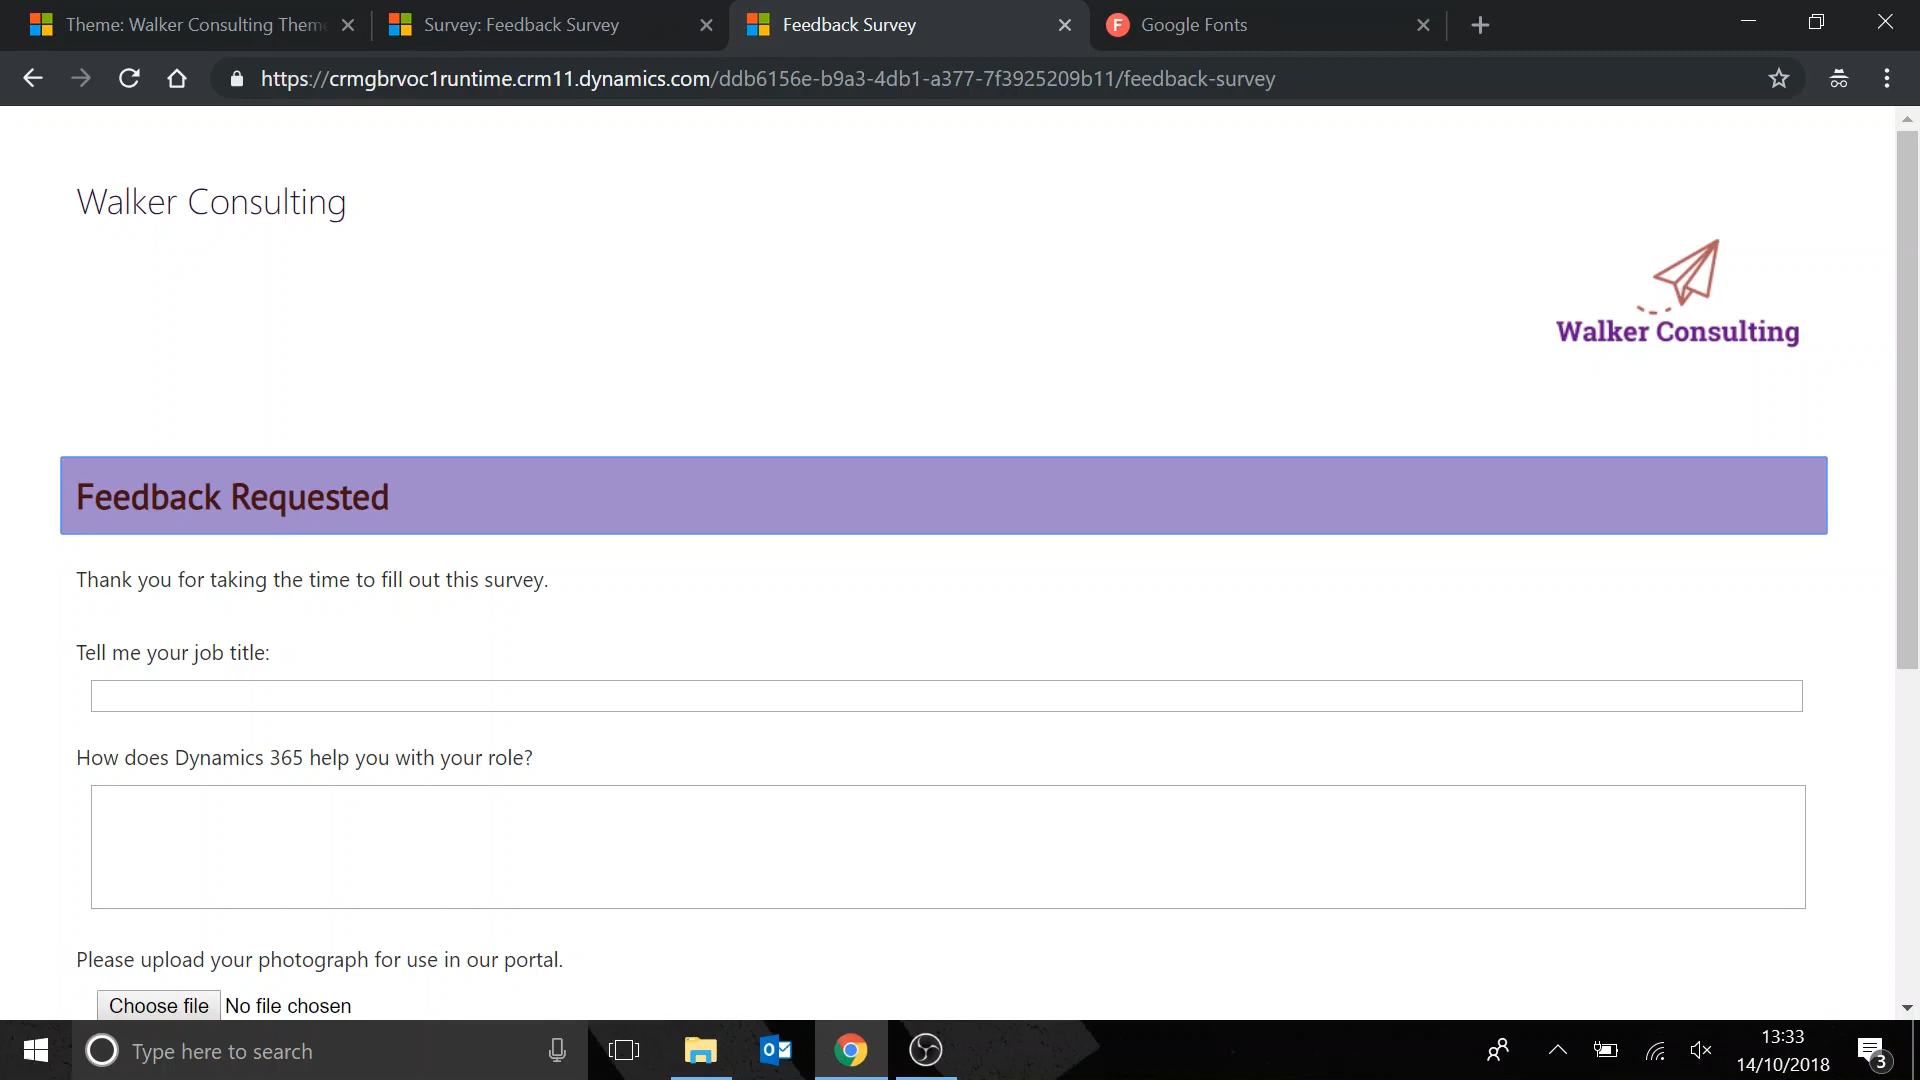 Theme: Walker Consulting Them
Survey: Feedback Survey
Feedback Survey
F
Google Fonts
https://crmgbrvoc1runtime.crm11.dynamics.com/ddb6156e-b9a3-4db1-a377-7f3925209b11/feedback-survey
Walker Consulting
Walker Consulting
Feedback Requested
Thank you for taking the time to fill out this survey.
Tell me your job title:
How does Dynamics 365 help you with your role?
Please upload your photograph for use in our portal.
Choose file No file chosen
Type here to search
13:33
14/10/2018
3